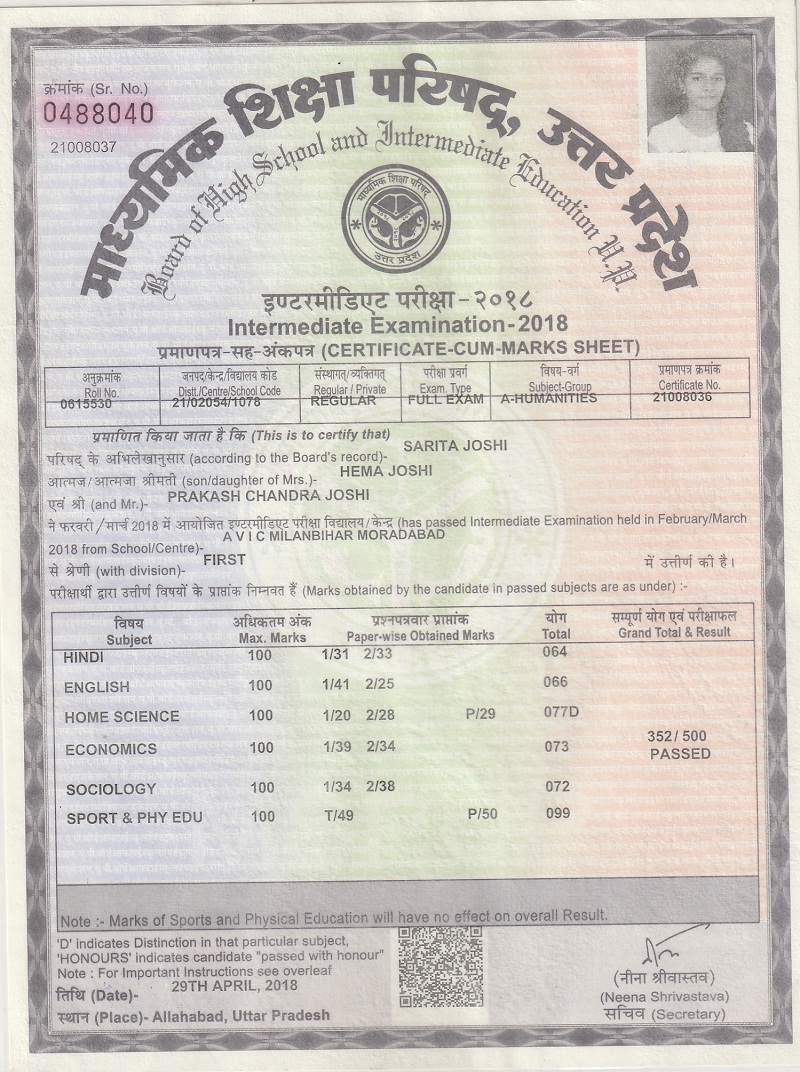 क्रमांक (Sr. No.)
0488040
21008037
माध्यमिक शिक्षा परिषद्, उत्तर प्रदेश
Board of High School and Intermediate Education U.P.
माध्यमिक शिक्षा परिषद्
उत्तर प्रदेश
इण्टरमीडिएट परीक्षा-२०१८
Intermediate Examination-2018
प्रमाणपत्र-सह-अंकपत्र (CERTIFICATE-CUM-MARKS SHEET)
अनुक्रमांक जनपद/केन्द्र/विद्यालय कोड संस्थागत/व्यक्तिगत परीक्षा प्रवर्ग विषय-वर्ग प्रमाणपत्र क्रमांक
Roll No. Distt./Centre/School Code Regular / Private Exam. Type Subject-Group Certificate No.
0615530 21/02054/1078 REGULAR FULL EXAM A-HUMANITIES 21008036
प्रमाणित किया जाता है कि (This is to certify that)
SARITA JOSHI
परिषद् के अभिलेखानुसार (according to the Board's record)-
HEMA JOSHI
आत्मज/आत्मजा श्रीमती (son/daughter of Mrs.)-
PRAKASH CHANDRA JOSHI
एवं श्री (and Mr.)-
ने फरवरी/मार्च 2018 में आयोजित इण्टरमीडिएट परीक्षा विद्यालय/केन्द्र (has passed Intermediate Examination held in February/March
A V I C MILANBIHAR MORADABAD
2018 from School/Centre)-
FIRST
से श्रेणी (with division)- में उत्तीर्ण की है।
परीक्षार्थी द्वारा उत्तीर्ण विषयों के प्राप्तांक निम्नवत हैं (Marks obtained by the candidate in passed subjects are as under) :-
विषय अधिकतम अंक प्रश्नपत्रवार प्राप्तांक योग सम्पूर्ण योग एवं परीक्षाफल
Subject Max. Marks Paper-wise Obtained Marks Total Grand Total & Result
HINDI 100 1/31 2/33 064
ENGLISH 100 1/41 2/25 066
HOME SCIENCE 100 1/20 2/28 P/29 077D
352/ 500
ECONOMICS 100 1/39 2/34 073
PASSED
SOCIOLOGY 100 1/34 2/38 072
SPORT & PHY EDU 100 T/49 P/50 099
Note :- Marks of Sports and Physical Education will have no effect on overall Result.
'D' indicates Distinction in that particular subject,
'HONOURS' indicates candidate "passed with honour"
Note : For Important Instructions see overleaf
29TH APRIL, 2018
तिथि (Date)-
स्थान (Place)- Allahabad, Uttar Pradesh
(नीना श्रीवास्तव)
(Neena Shrivastava)
सचिव (Secretary)